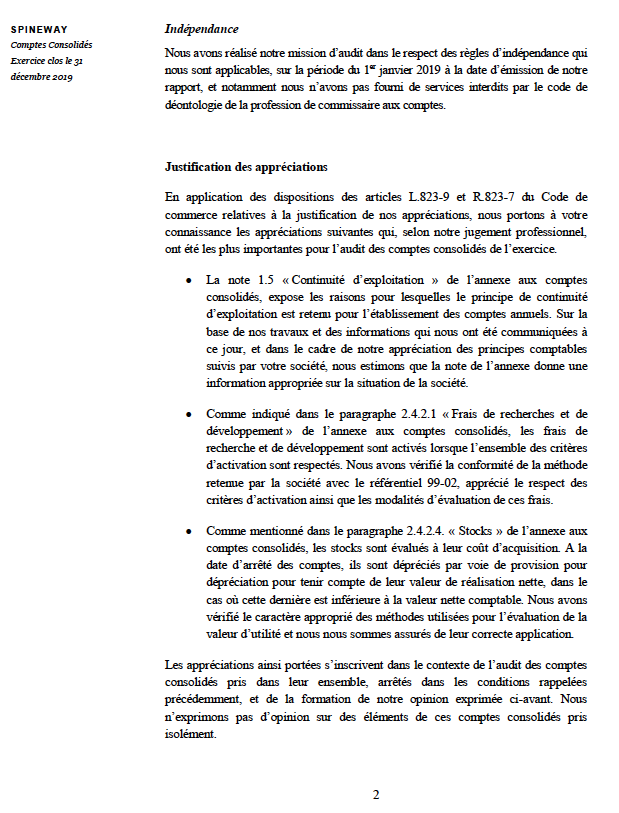 SPINEWAY
Comptes Consolidés
Exercice clos le 31
décembre 2019
Indépendance
Nous avons réalisé notre mission d'audit dans le respect des règles d'indépendance qui
nous sont applicables, sur la période du 1er janvier 2019 à la date d'émission de notre
rapport, et notamment nous n'avons pas fourni de services interdits par le code de
déontologie de la profession de commissaire aux comptes.
Justification des appréciations
En application des dispositions des articles L.823-9 et R.823-7 du Code de
commerce relatives à la justification de nos appréciations, nous portons à votre
connaissance les appréciations suivantes qui, selon notre jugement professionnel,
ont été les plus importantes pour l'audit des comptes consolidés de l'exercice.
• La note 1.5 « Continuité d'exploitation » de l'annexe aux comptes
consolidés, expose les raisons pour lesquelles le principe de continuité
d'exploitation est retenu pour l'établissement des comptes annuels. Sur la
base de nos travaux et des informations qui nous ont été communiquées à
ce jour, et dans le cadre de notre appréciation des principes comptables
suivis par votre société, nous estimons que la note de l'annexe donne une
information appropriée sur la situation de la société.
• Comme indiqué dans le paragraphe 2.4.2.1 « Frais de recherches et de
développement » de l'annexe aux comptes consolidés, les frais de
recherche et de développement sont activés lorsque l'ensemble des critères
d'activation sont respectés. Nous avons vérifié la conformité de la méthode
retenue par la société avec le référentiel 99-02, apprécié le respect des
critères d'activation ainsi que les modalités d'évaluation de ces frais.
• Comme mentionné dans le paragraphe 2.4.2.4. « Stocks » de l'annexe aux
comptes consolidés, les stocks sont évalués à leur coût d'acquisition. A la
date d'arrêté des comptes, ils sont dépréciés par voie de provision pour
dépréciation pour tenir compte de leur valeur de réalisation nette, dans le
cas où cette dernière est inférieure à la valeur nette comptable. Nous avons
vérifié le caractère approprié des méthodes utilisées pour l'évaluation de la
valeur d'utilité et nous nous sommes assurés de leur correcte application.
Les appréciations ainsi portées s'inscrivent dans le contexte de l'audit des comptes
consolidés pris dans leur ensemble, arrêtés dans les conditions rappelées
précédemment, et de la formation de notre opinion exprimée ci-avant. Nous
n'exprimons pas d'opinion sur des éléments de ces comptes consolidés pris
isolément.
2